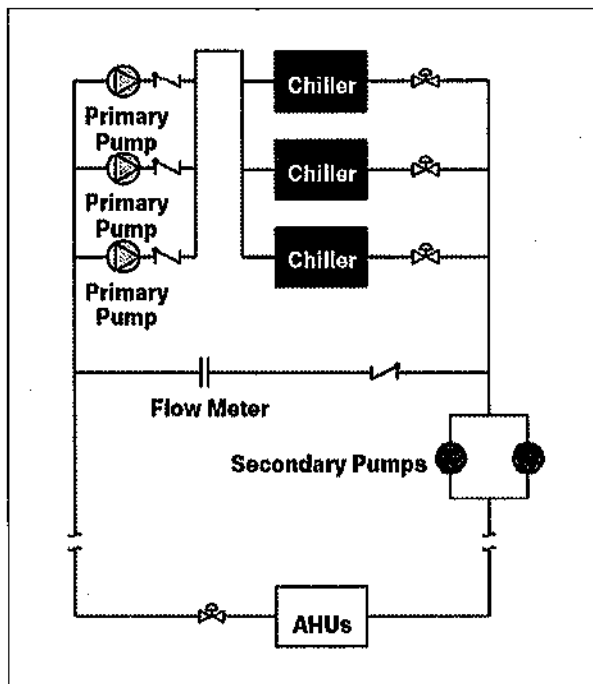 Chiller
Primary
Pump
Chiller
Primary
Pump
Chiller
Primary
Pump
Flow Meter
Secondary Pumps
AHUs